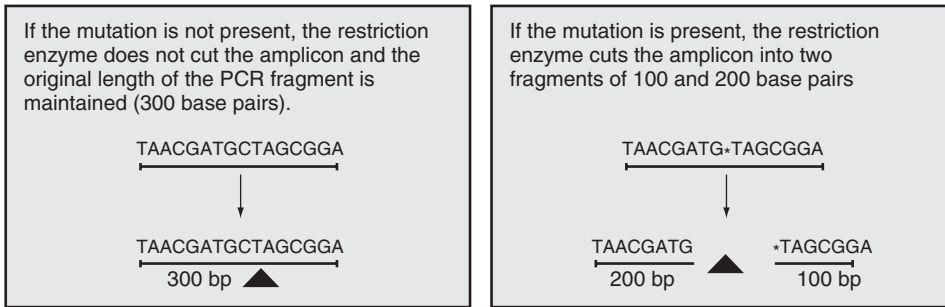 If the mutation is not present, the restriction
enzyme does not cut the amplicon and the
original length of the PCR fragment is
maintained (300 base pairs).
TAACGATGCTAGCGGA
TAACGATGCTAGCGGA
300 bp
If the mutation is present, the restriction
enzyme cuts the amplicon into two
fragments of 100 and 200 base pairs
TAACGATG*TAGCGGA
TAACGATG *TAGCGGA
200 bp 100 bp